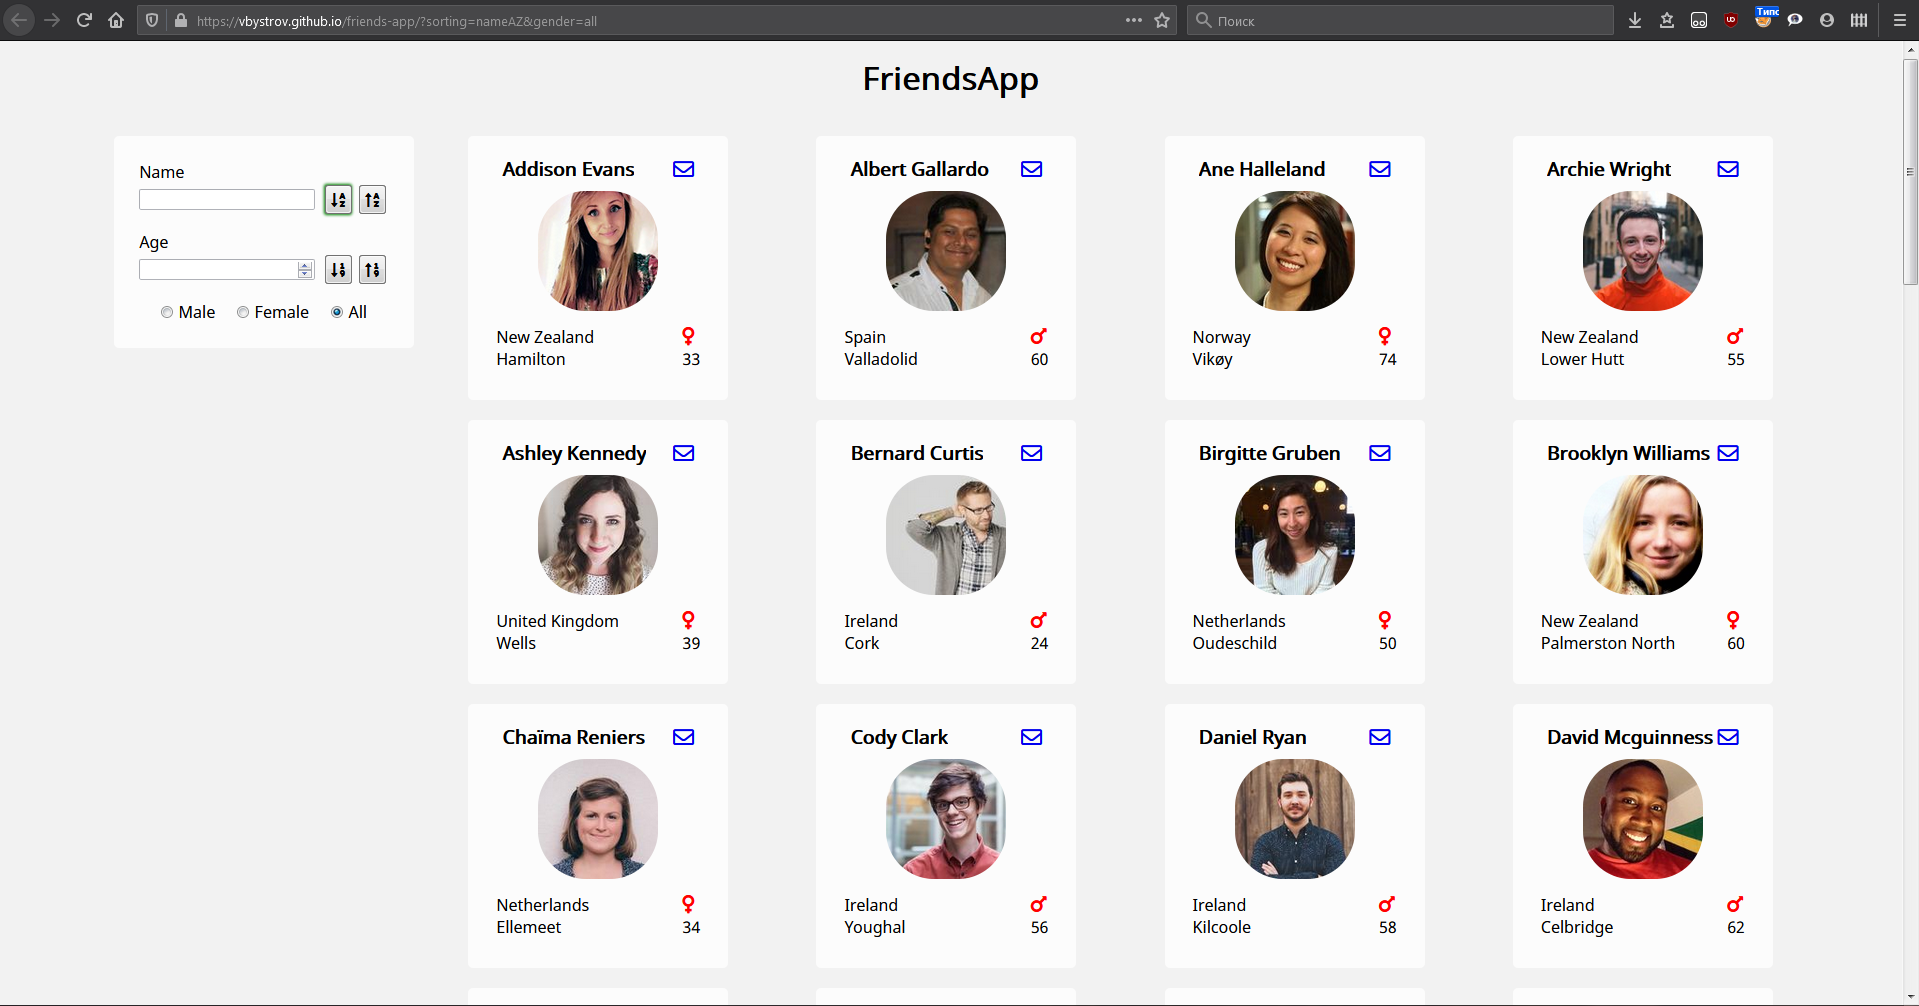 https://vbystrov.github.io/friends-app/?sorting=nameAZ&gender=all
Поиск
FriendsApp
Name
Age
Male Female All
Addison Evans
New Zealand
Hamilton 33
Albert Gallardo
Spain
Valladolid 60
Ane Halleland
Norway
Vikøy 74
Archie Wright
New Zealand
Lower Hutt 55
Ashley Kennedy
United Kingdom
Wells 39
Bernard Curtis
Ireland
Cork 24
Birgitte Gruben
Netherlands
Oudeschild 50
Brooklyn Williams
New Zealand
Palmerston North 60
Chaïma Reniers
Netherlands
Ellemeet 34
Cody Clark
Ireland
Youghal 56
Daniel Ryan
Ireland
Kilcoole 58
David Mcguinness
Ireland
Celbridge 62